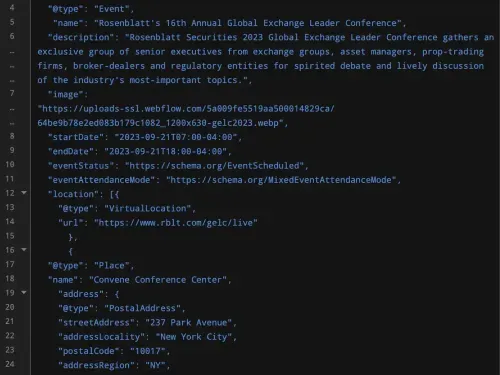 4 "@type": "Event",
5 "name": "Rosenblatt's 16th Annual Global Exchange Leader Conference",
6 "description": "Rosenblatt Securities 2023 Global Exchange Leader Conference gathers an
… exclusive group of senior executives from exchange groups, asset managers, prop-trading
… firms, broker-dealers and regulatory entities for spirited debate and lively discussion
… of the industry's most-important topics.",
7 "image":
… "https://uploads-ssl.webflow.com/5a009fe5519aa500014829ca/
… 64be9b78e2ed083b179c1082_1200x630-gelc2023.webp",
8 "startDate": "2023-09-21T07:00-04:00",
9 "endDate": "2023-09-21T18:00-04:00",
10 "eventStatus": "https://schema.org/EventScheduled",
11 "eventAttendanceMode": "https://schema.org/MixedEventAttendanceMode",
12 "location": [{
13 "@type": "VirtualLocation",
14 "url": "https://www.rblt.com/gelc/live"
15 },
16 {
17 "@type": "Place",
18 "name": "Convene Conference Center",
19 "address": {
20 "@type": "PostalAddress",
21 "streetAddress": "237 Park Avenue",
22 "addressLocality": "New York City",
23 "postalCode": "10017",
24 "addressRegion": "NY",